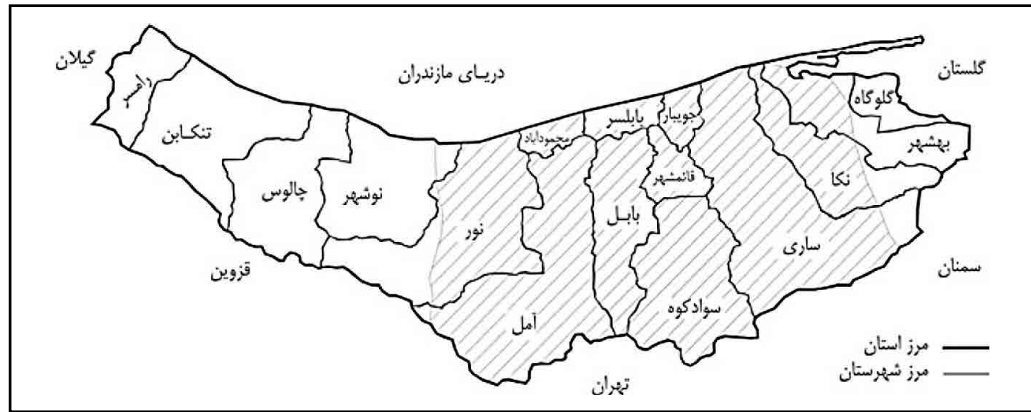 گیلان
دریای مازندران
گلستان
رامسر
تنکابن
چالوس
نوشهر
نور
محمودآباد
آمل
بابلسر
بابل
جویبار
قائمشهر
سوادکوه
ساری
نکا
گلوگاه
بهشهر
قزوین
سمنان
تهران
مرز استان
مرز شهرستان